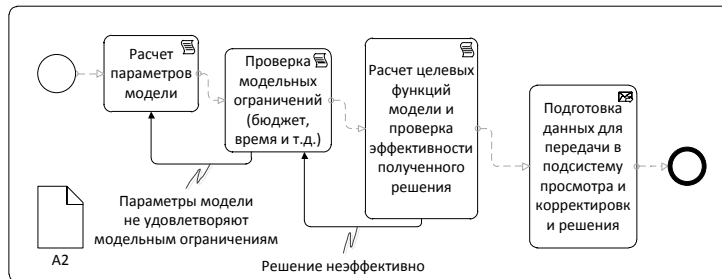 Расчет
параметров
модели
Проверка
модельных
ограничений
(бюджет,
время и т.д.)
Расчет целевых
функций
модели и
проверка
эффективности
полученного
решения
Подготовка
данных для
передачи в
подсистему
просмотра и
корректировк
и решения
Параметры модели
не удовлетворяют
модельным ограничениям
Решение неэффективно
A2